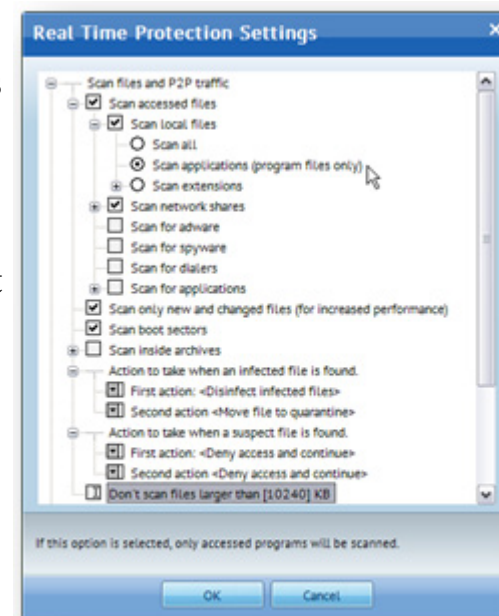 Real Time Protection Settings
Scan files and P2P traffic
Scan accessed files
Scan local files
Scan all
Scan applications (program files only)
Scan extensions
Scan network shares
Scan for adware
Scan for spyware
Scan for dialers
Scan for applications
Scan only new and changed files (for increased performance)
Scan boot sectors
Scan inside archives
Action to take when an infected file is found.
First action: <Disinfect infected files>
Second action <Move file to quarantine>
Action to take when a suspect file is found.
First action: <Deny access and continue>
Second action <Deny access and continue>
Don't scan files larger than [10240] KB
If this option is selected, only accessed programs will be scanned.
OK Cancel